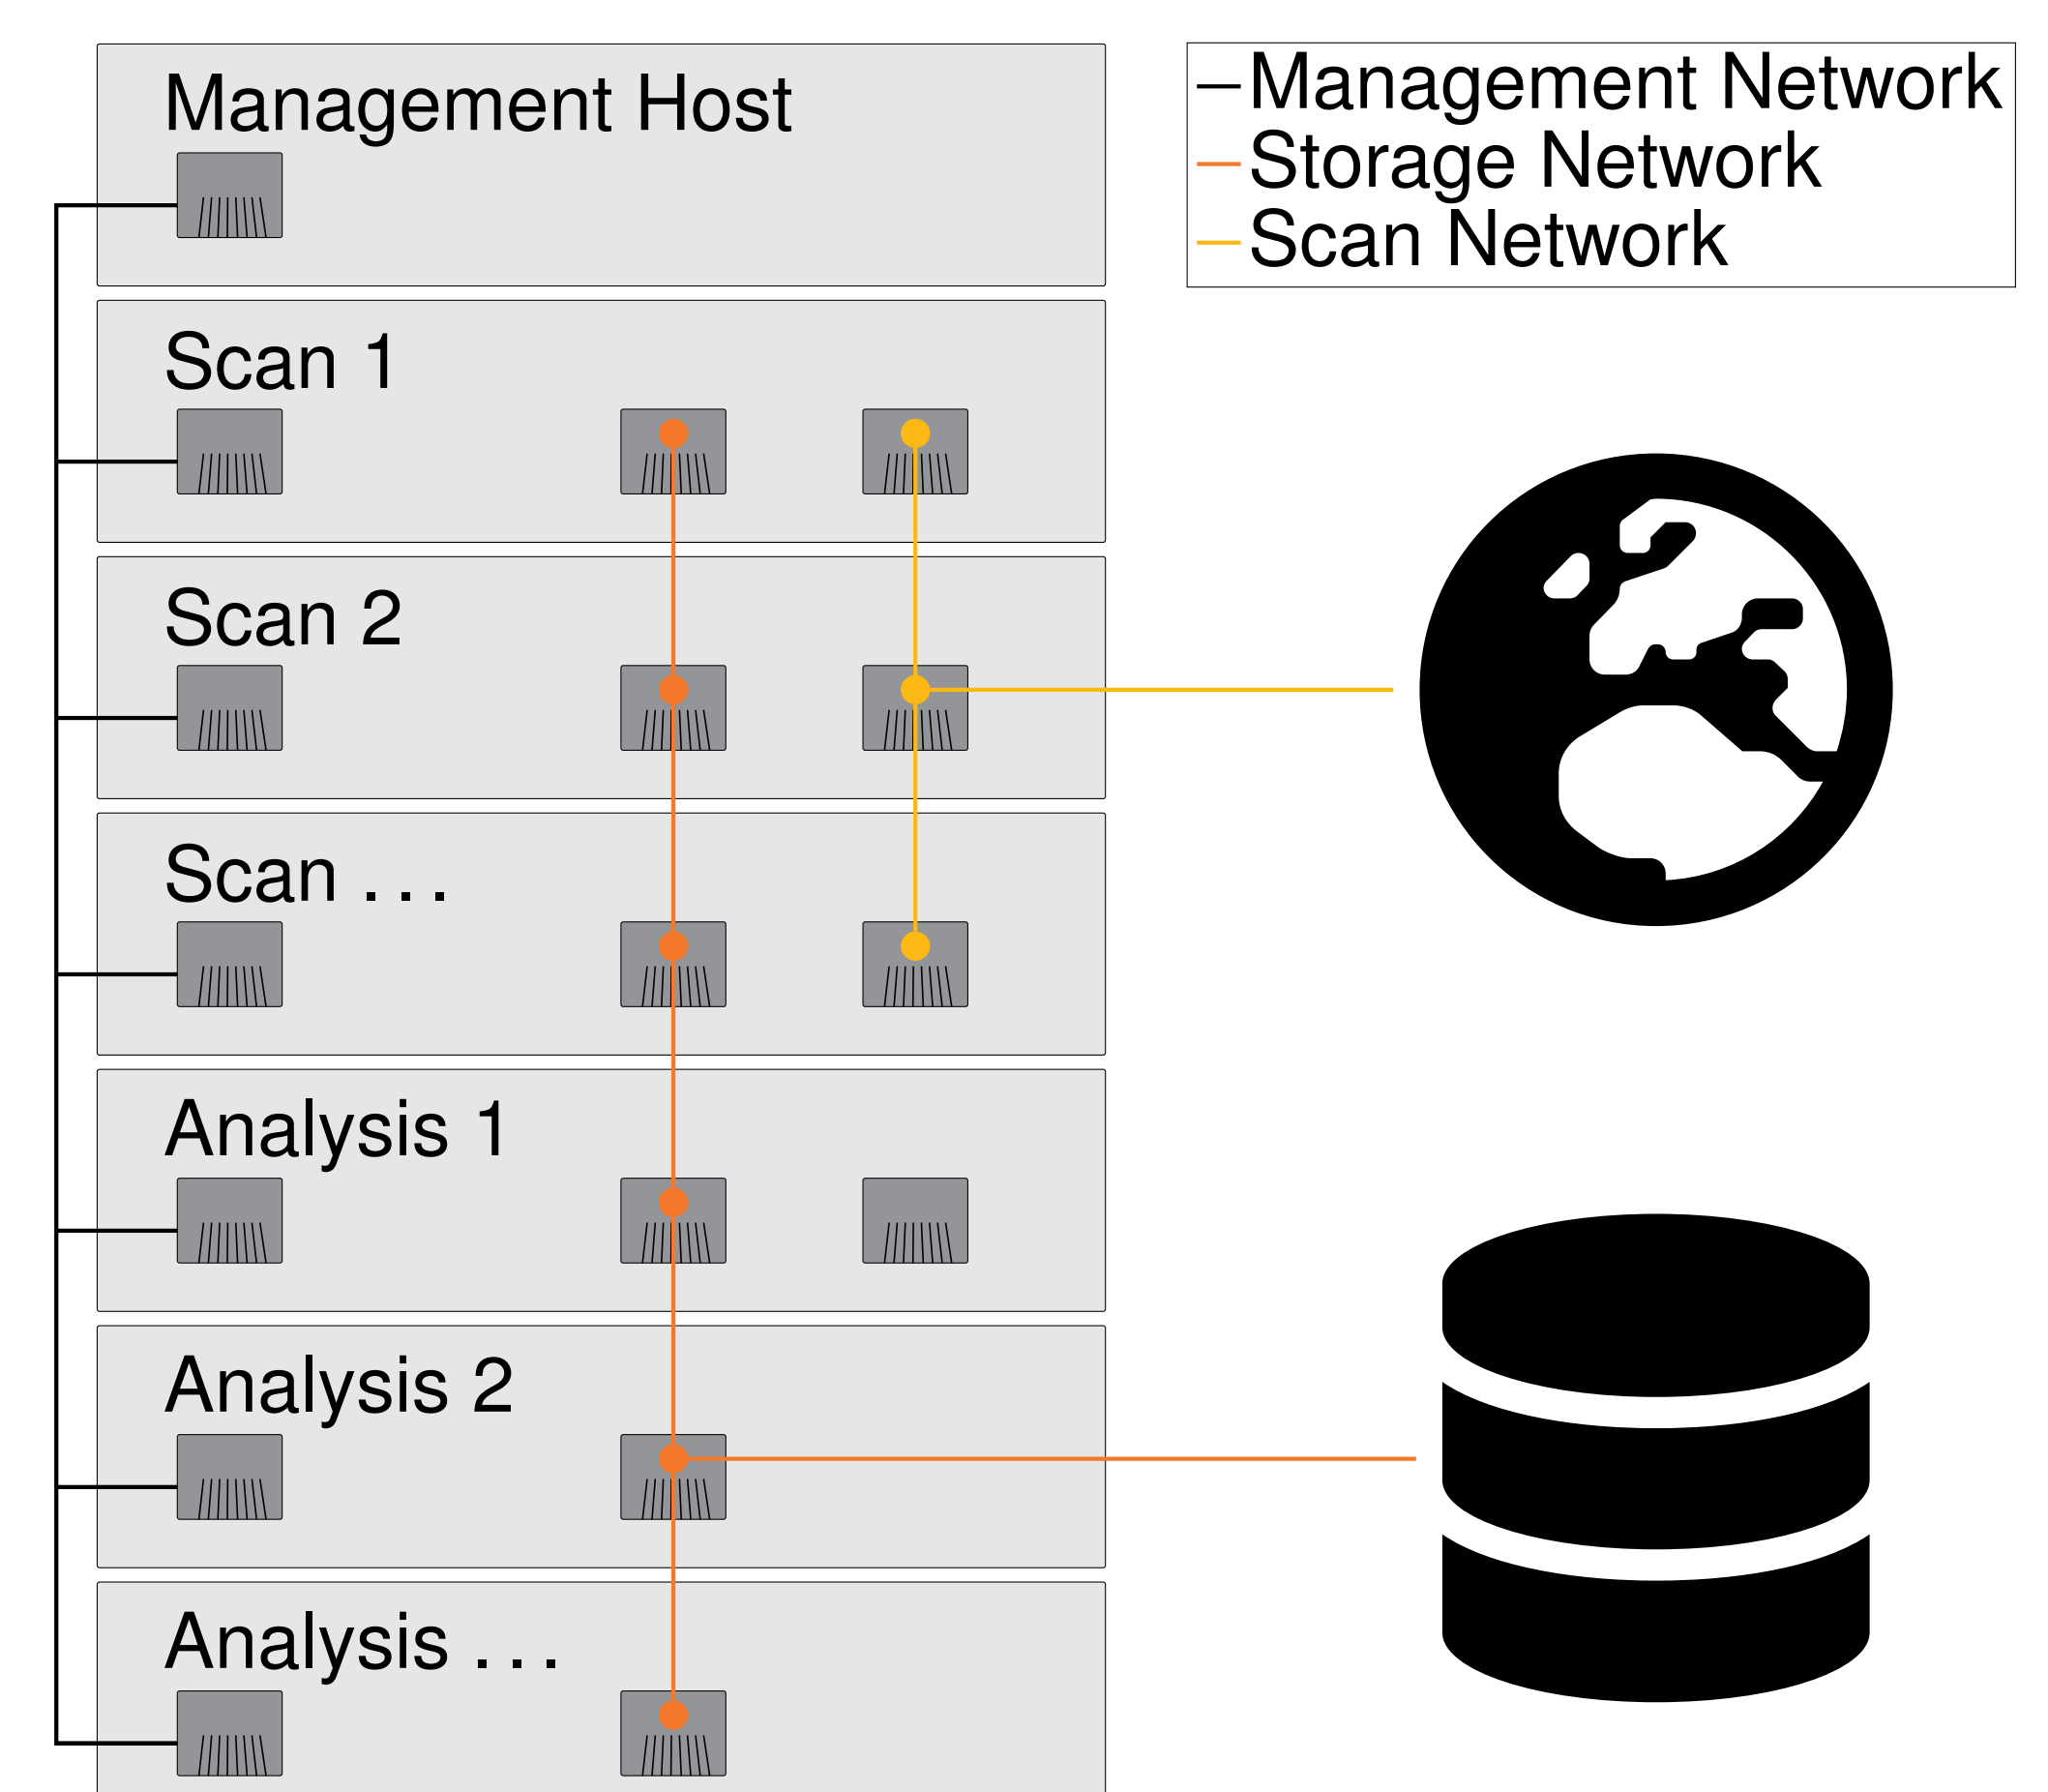 Management Host
Management Network
Storage Network
Scan Network
Scan 1
Scan 2
Scan . . .
Analysis 1
Analysis 2
Analysis . . .